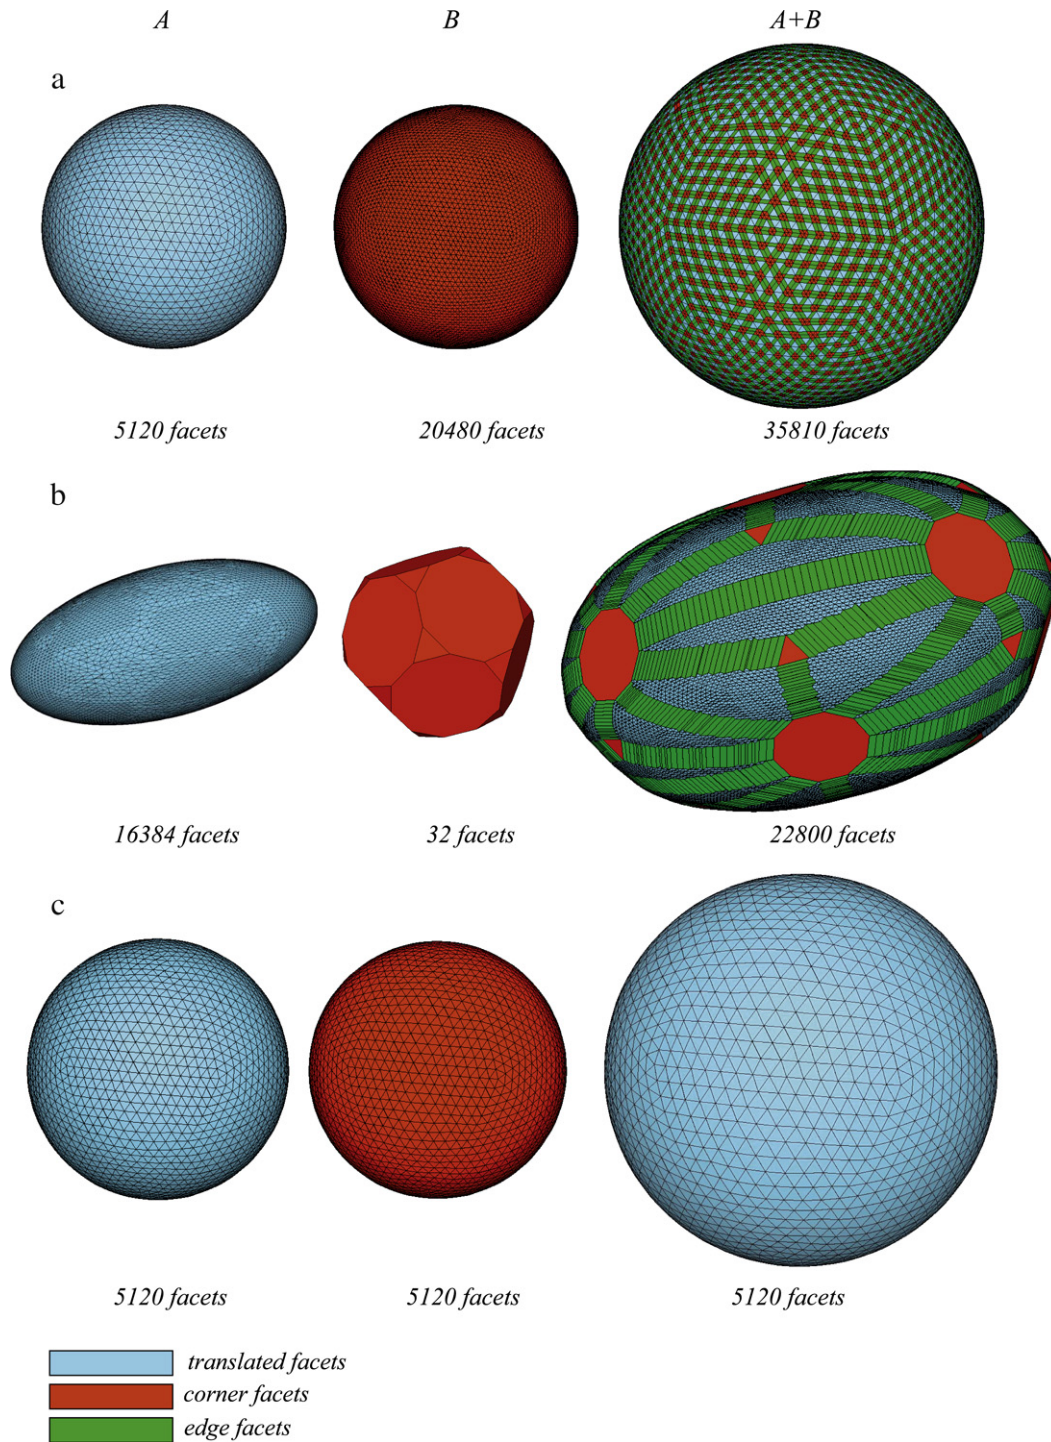 A B A+B
a
5120 facets 20480 facets 35810 facets
b
16384 facets 32 facets 22800 facets
c
5120 facets 5120 facets 5120 facets
translated facets
corner facets
edge facets